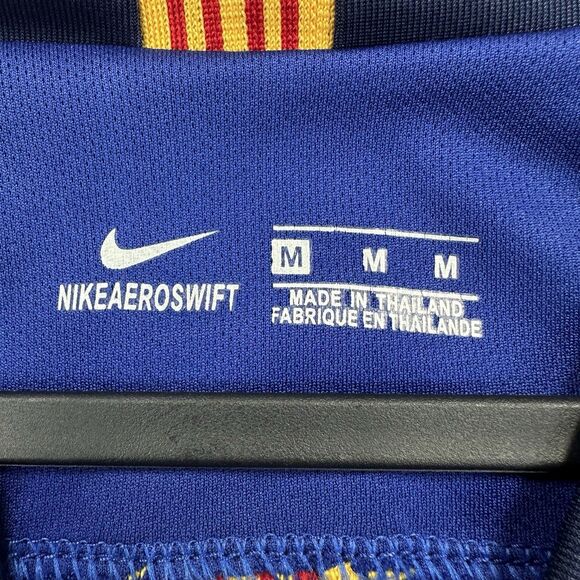 NIKEAEROSWIFT
M M M
MADE IN THAILAND
FABRIQUE EN THAILANDE